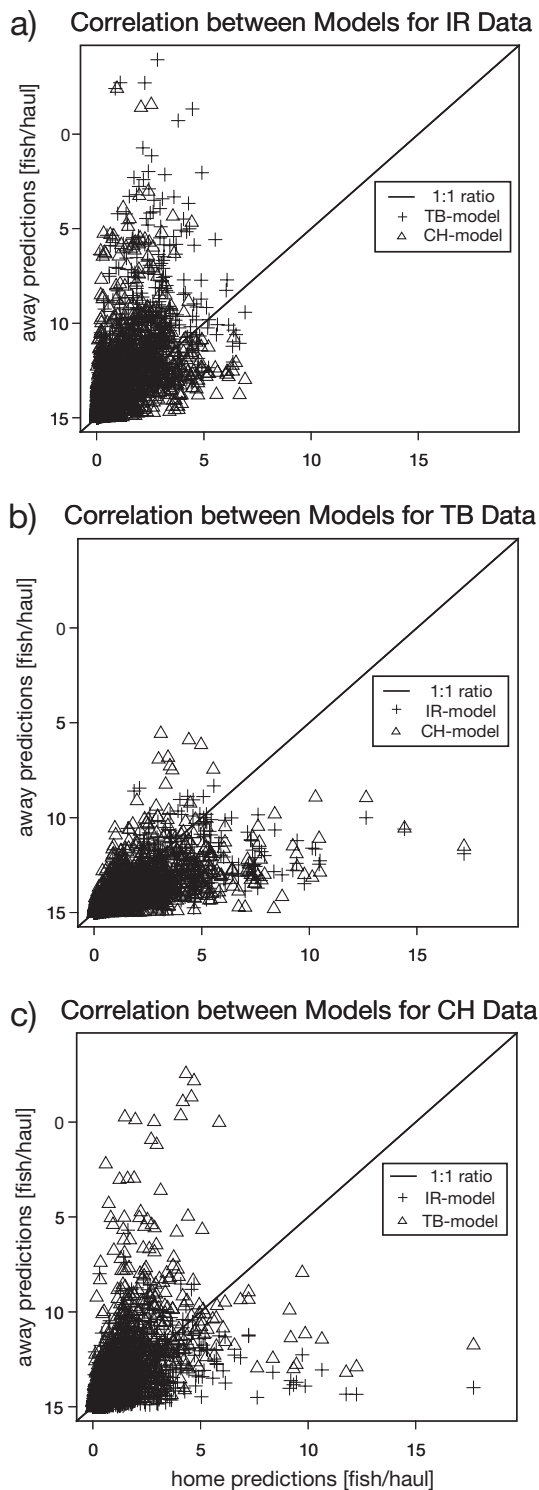 a) Correlation between Models for IR Data
away predictions [fish/haul]
0
5
10
15
1:1 ratio
TB-model
CH-model
0 5 10 15
b) Correlation between Models for TB Data
away predictions [fish/haul]
0
5
10
15
1:1 ratio
IR-model
CH-model
0 5 10 15
c) Correlation between Models for CH Data
away predictions [fish/haul]
0
5
10
15
1:1 ratio
IR-model
TB-model
0 5 10 15
home predictions [fish/haul]